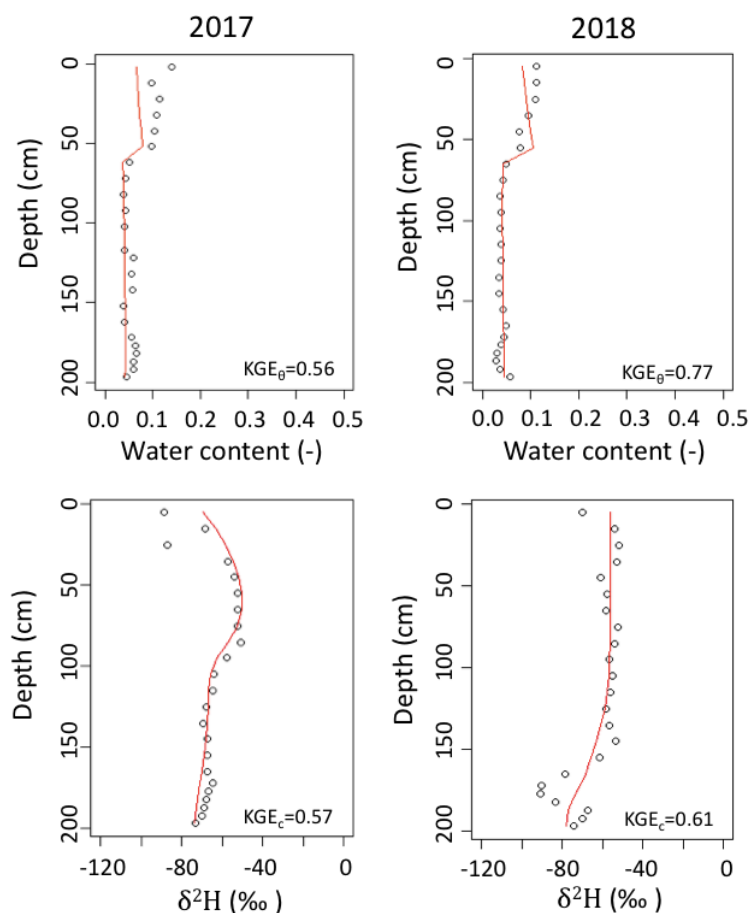 2017
2018
Depth (cm)
0
50
100
150
200
KGEθ=0.56
0.0 0.1 0.2 0.3 0.4 0.5
Water content (-)
Depth (cm)
0
50
100
150
200
KGEθ=0.77
0.0 0.1 0.2 0.3 0.4 0.5
Water content (-)
Depth (cm)
0
50
100
150
200
KGEc=0.57
-120 -80 -40 0
δ²H (‰ )
Depth (cm)
0
50
100
150
200
KGEc=0.61
-120 -80 -40 0
δ²H (‰ )